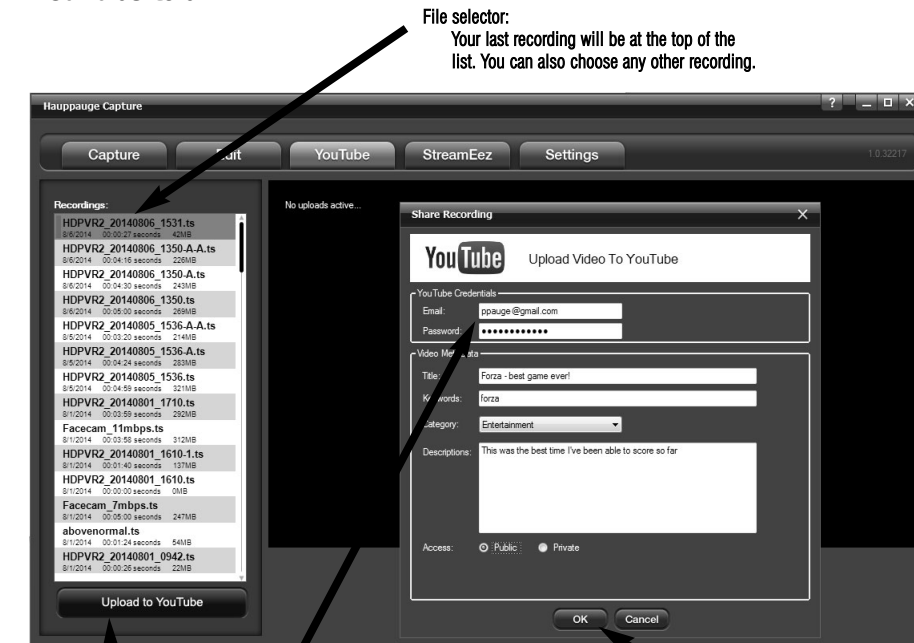 File selector:
Your last recording will be at the top of the
list. You can also choose any other recording.
Hauppauge Capture
?
Capture
YouTube
StreamEez
Settings
1.0.32217
Recordings:
HDPVR2_20140806_1531.ts
8/6/2014 00:00:27 seconds 42MB
HDPVR2_20140806_1350-A-A.ts
8/6/2014 00:04:16 seconds 226MB
HDPVR2_20140806_1350-A.ts
8/6/2014 00:04:30 seconds 243MB
HDPVR2_20140806_1350.ts
8/6/2014 00:05:00 seconds 269MB
HDPVR2_20140805_1536-A-A.ts
8/5/2014 00:03:20 seconds 214MB
HDPVR2_20140805_1536-A.ts
8/5/2014 00:04:24 seconds 283MB
HDPVR2_20140805_1536.ts
8/5/2014 00:04:59 seconds 321MB
HDPVR2_20140801_1710.ts
8/1/2014 00:03:59 seconds 292MB
Facecam_11mbps.ts
8/1/2014 00:03:58 seconds 312MB
HDPVR2_20140801_1610-1.ts
8/1/2014 00:01:40 seconds 137MB
HDPVR2_20140801_1610.ts
8/1/2014 00:00:00 seconds 0MB
Facecam_7mbps.ts
8/1/2014 00:05:00 seconds 247MB
abovenormal.ts
8/1/2014 00:01:24 seconds 54MB
HDPVR2_20140801_0942.ts
8/1/2014 00:00:26 seconds 22MB
Upload to YouTube
No uploads active...
Share Recording
YouTube Upload Video To YouTube
YouTube Credentials
Email: ppauge@gmail.com
Password:
Video
Title: Forza - best game ever!
forza
Category: Entertainment
Descriptions: This was the best time I've been able to score so far
Access: Public Private
OK Cancel